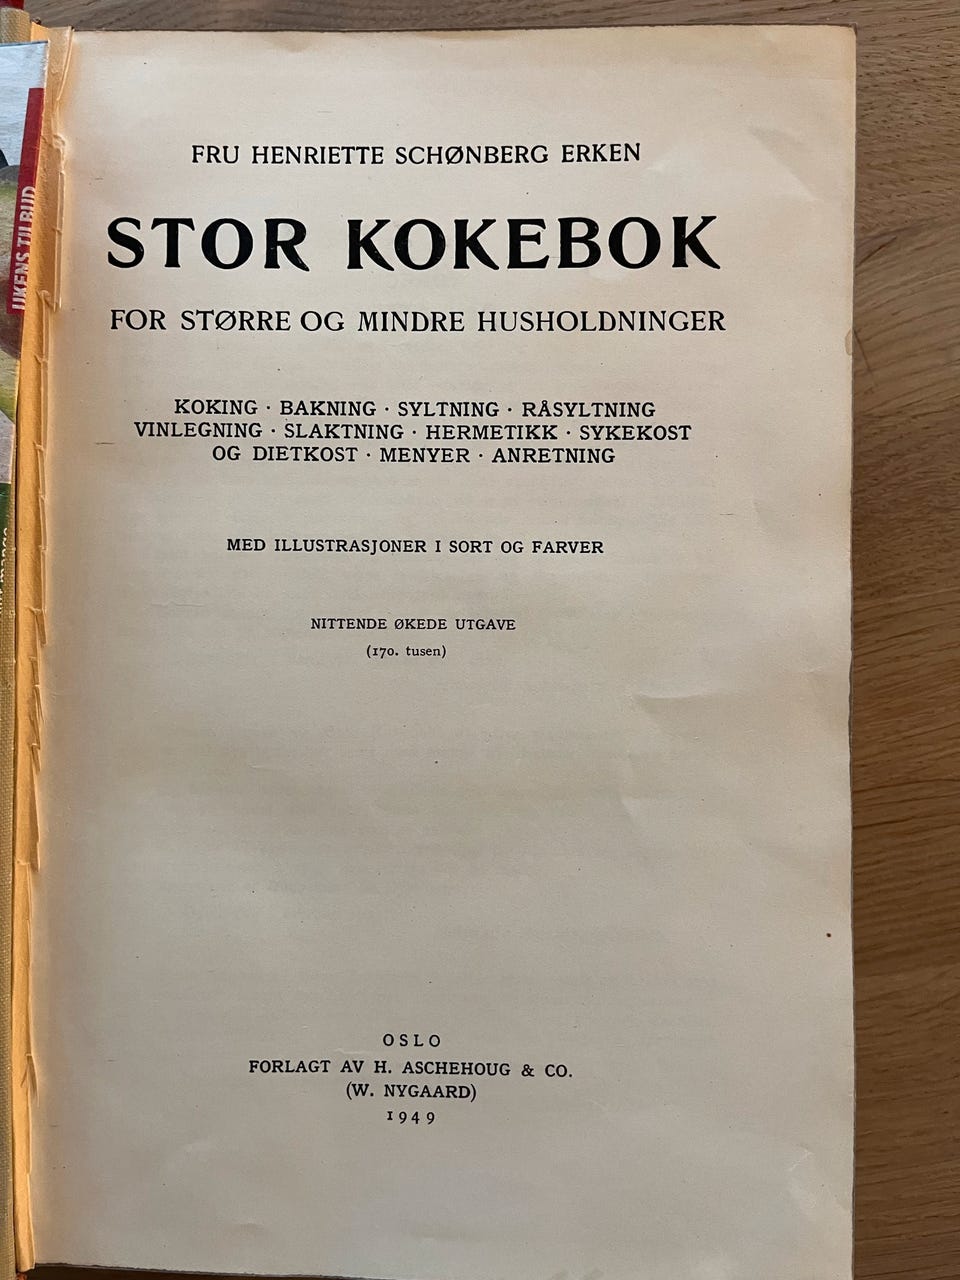 FRU HENRIETTE SCHØNBERG ERKEN
STOR KOKEBOK
FOR STØRRE OG MINDRE HUSHOLDNINGER
KOKING · BAKNING · SYLTNING · RÅSYLTNING
VINLEGNING · SLAKTNING · HERMETIKK · SYKEKOST
OG DIETKOST · MENYER · ANRETNING
MED ILLUSTRASJONER I SORT OG FARVER
NITTENDE ØKEDE UTGAVE
(170. tusen)
OSLO
FORLAGT AV H. ASCHEHOUG & CO.
(W. NYGAARD)
1949
UKENS TILBUD